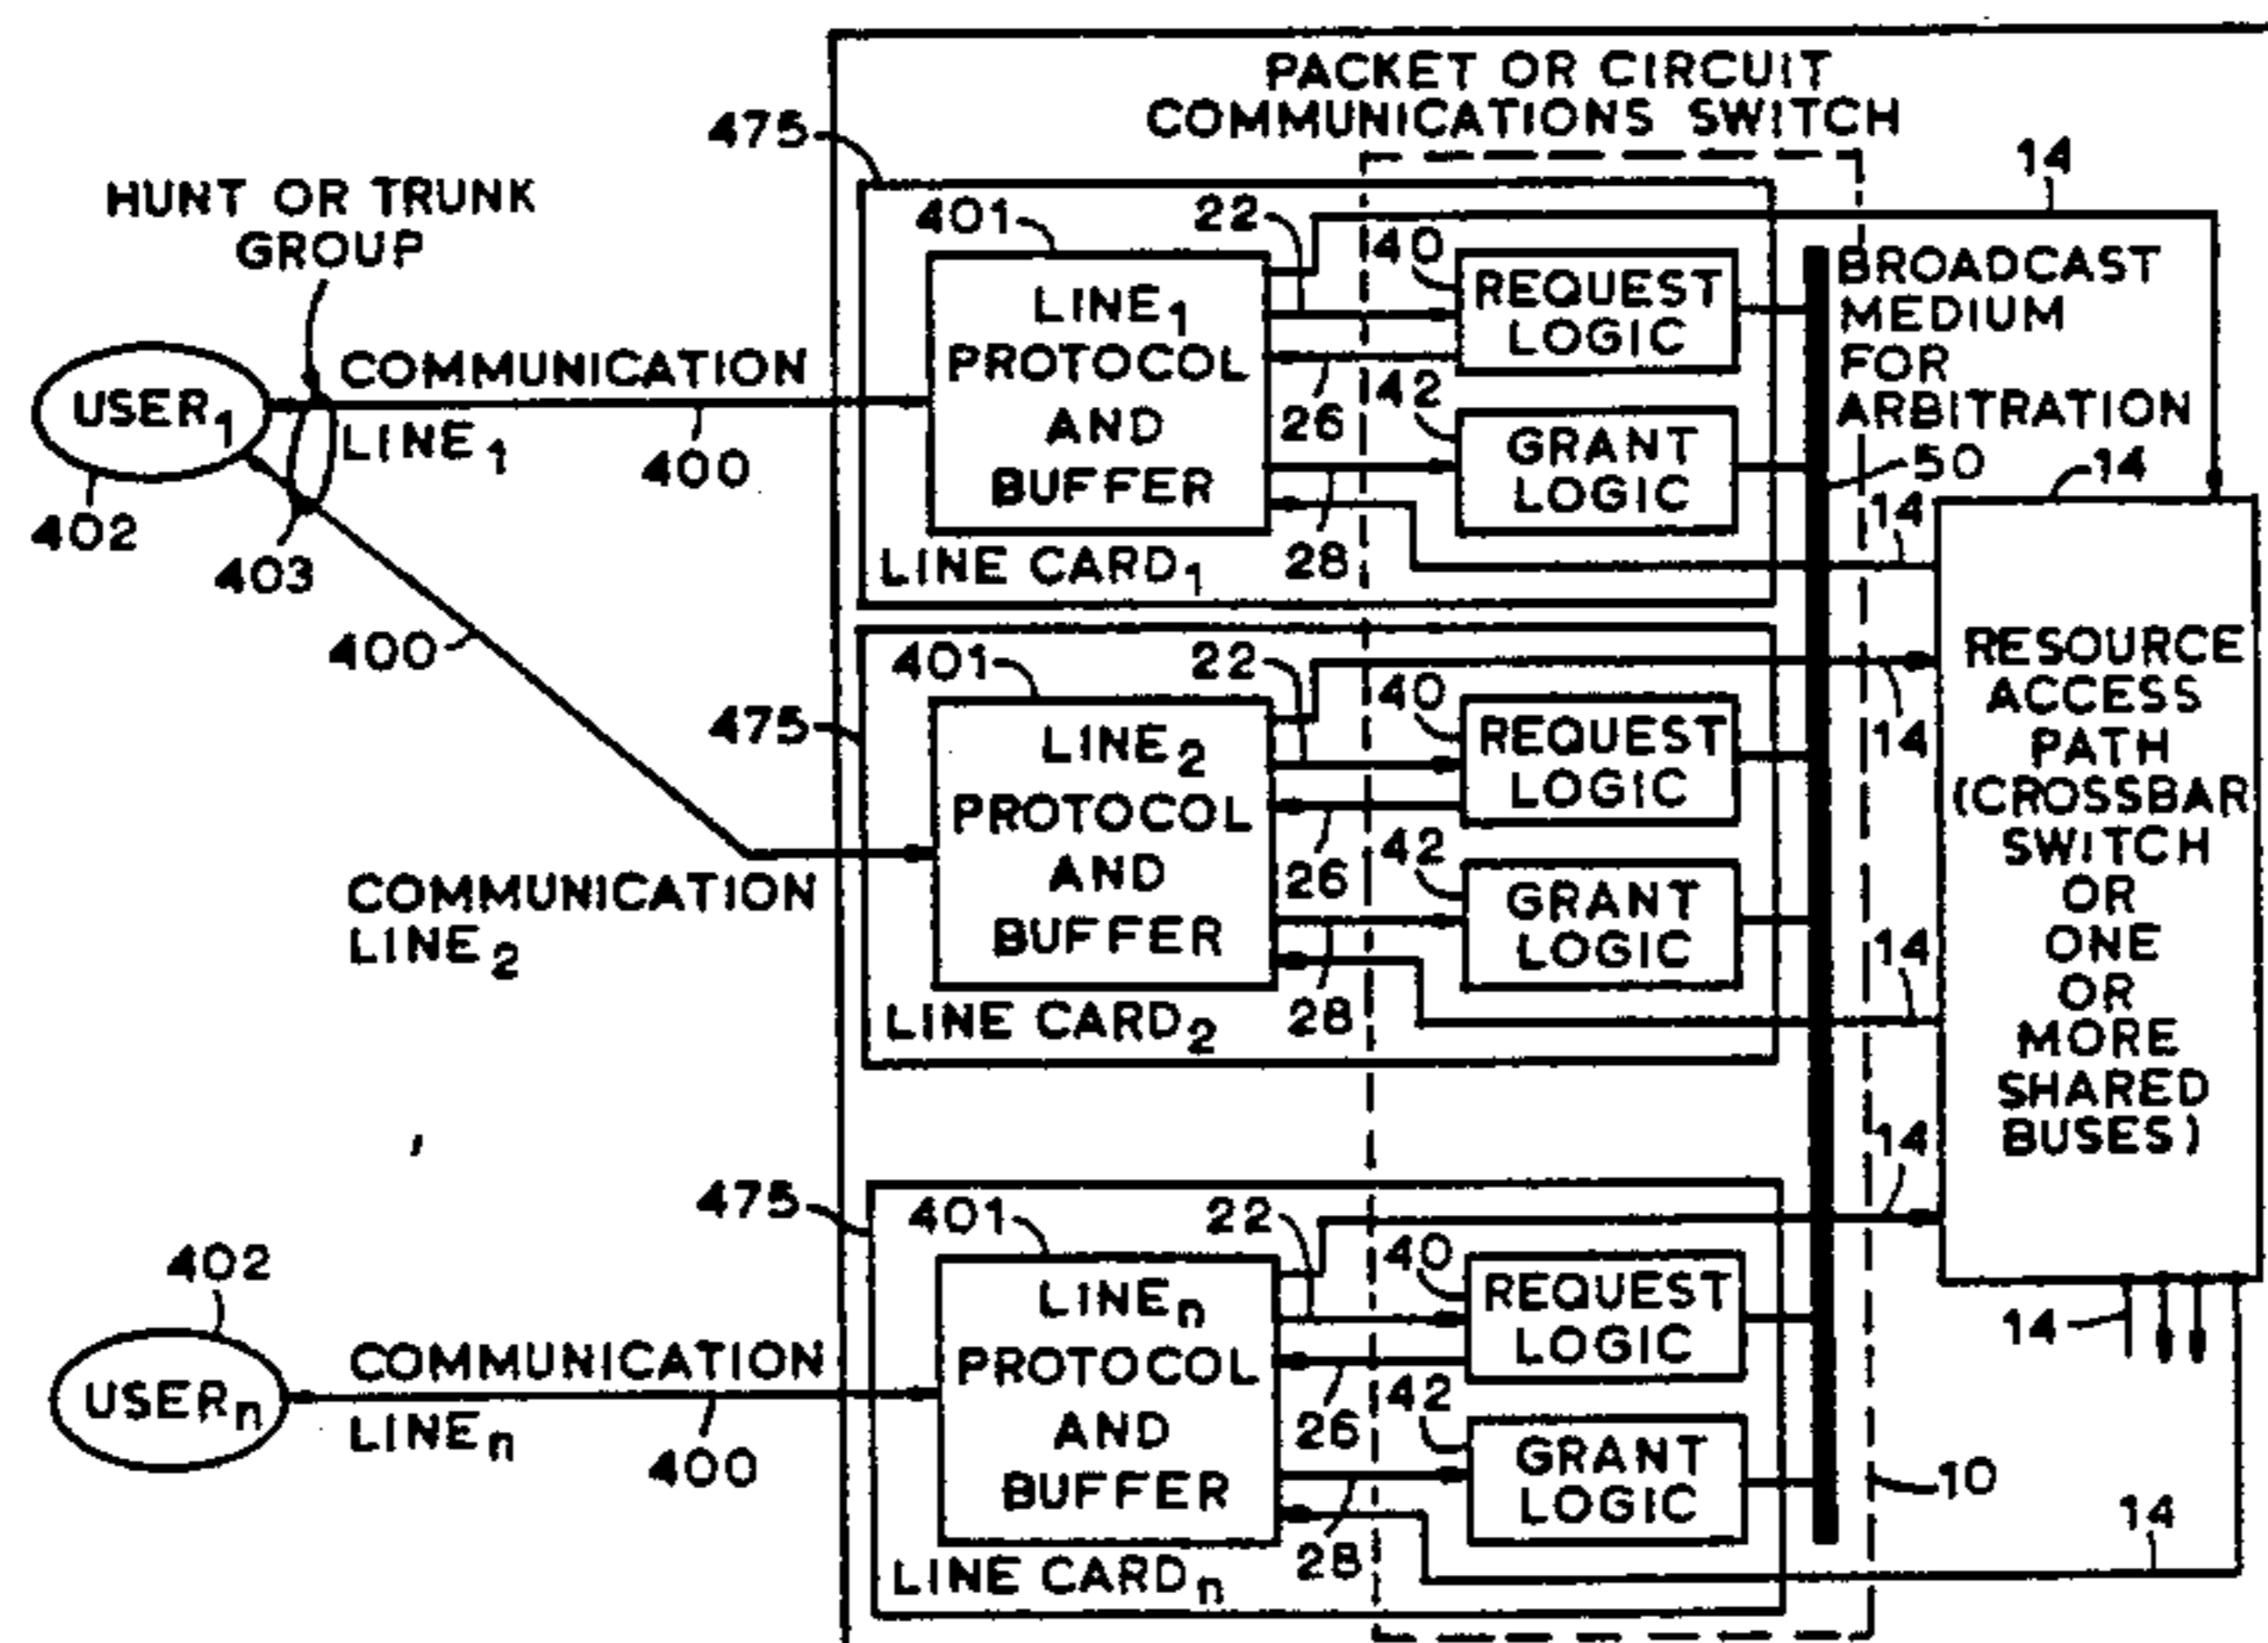 PACKET OR CIRCUIT
COMMUNICATIONS SWITCH
475
14
HUNT OR TRUNK
GROUP
401
22
40
REQUEST
LOGIC
BROADCAST
MEDIUM
FOR
ARBITRATION
LINE1
PROTOCOL
AND
BUFFER
COMMUNICATION
LINE1
USER1
26
42
GRANT
LOGIC
400
50
14
14
402
403
LINE CARD1
28
400
401
22
40
14
RESOURCE
ACCESS
PATH
(CROSSBAR
SWITCH
OR
ONE
OR
MORE
SHARED
BUSES)
475
LINE2
PROTOCOL
AND
BUFFER
REQUEST
LOGIC
26
42
GRANT
LOGIC
COMMUNICATION
LINE2
14
LINE CARD2
28
14
475
401
22
40
402
LINEn
PROTOCOL
AND
BUFFER
REQUEST
LOGIC
14
COMMUNICATION
LINEn
USERn
26
42
GRANT
LOGIC
400
10
14
LINE CARDn
28